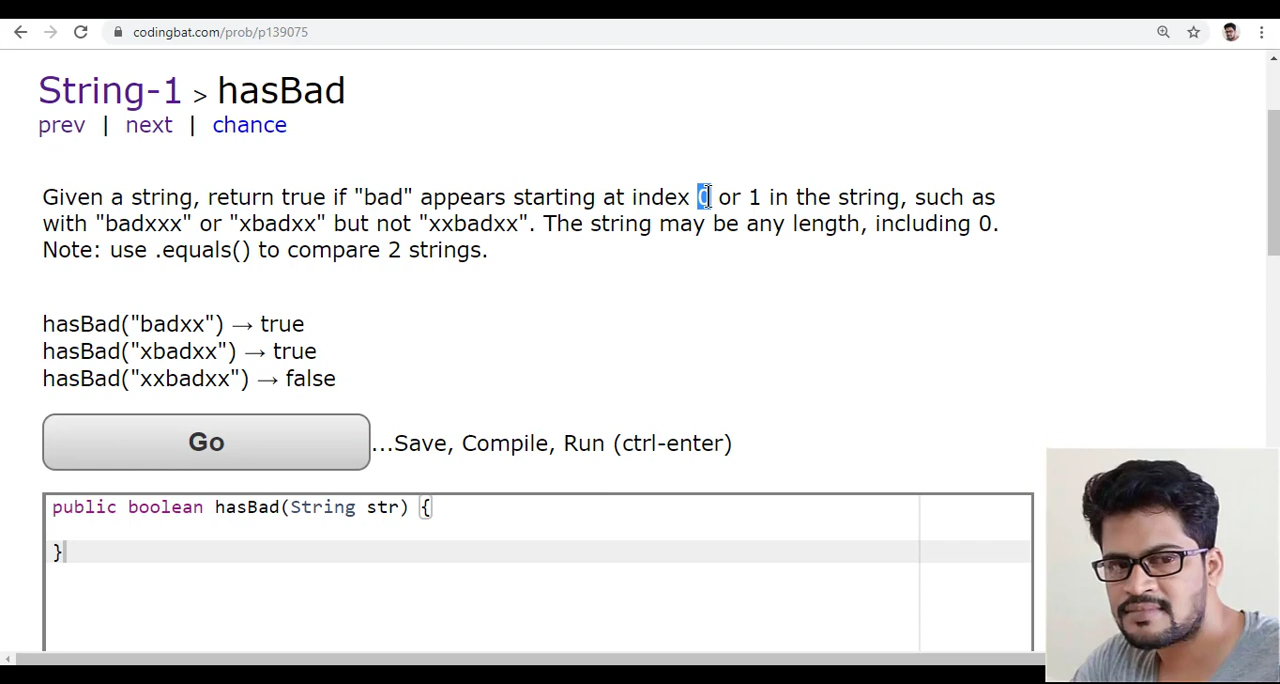 codingbat.com/prob/p139075
String-1 > hasBad
prev | next | chance
Given a string, return true if "bad" appears starting at index 0 or 1 in the string, such as
with "badxxx" or "xbadxx" but not "xxbadxx". The string may be any length, including 0.
Note: use .equals() to compare 2 strings.
hasBad("badxx") → true
hasBad("xbadxx") → true
hasBad("xxbadxx") → false
Go ...Save, Compile, Run (ctrl-enter)
public boolean hasBad(String str) {
}